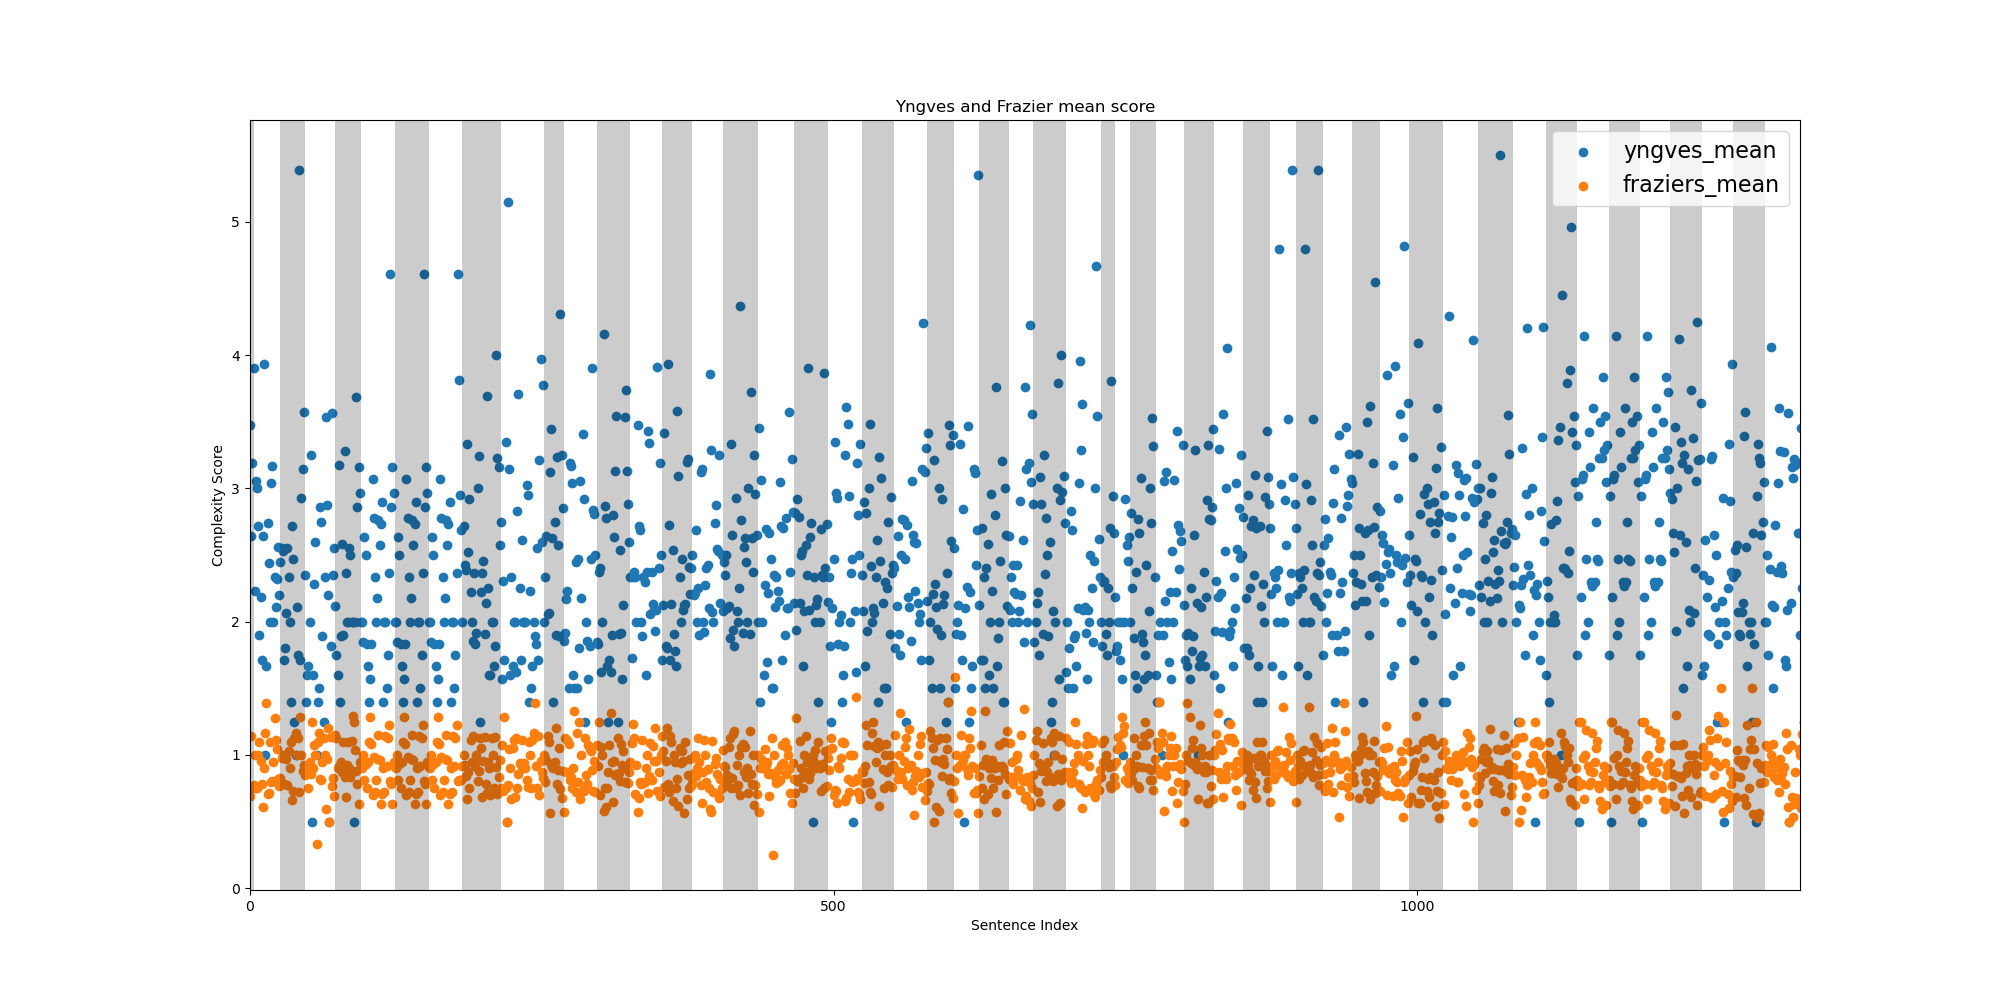 Yngves and Frazier mean score
yngves_mean
fraziers_mean
Complexity Score
5
4
3
2
1
0
0 500 1000
Sentence Index